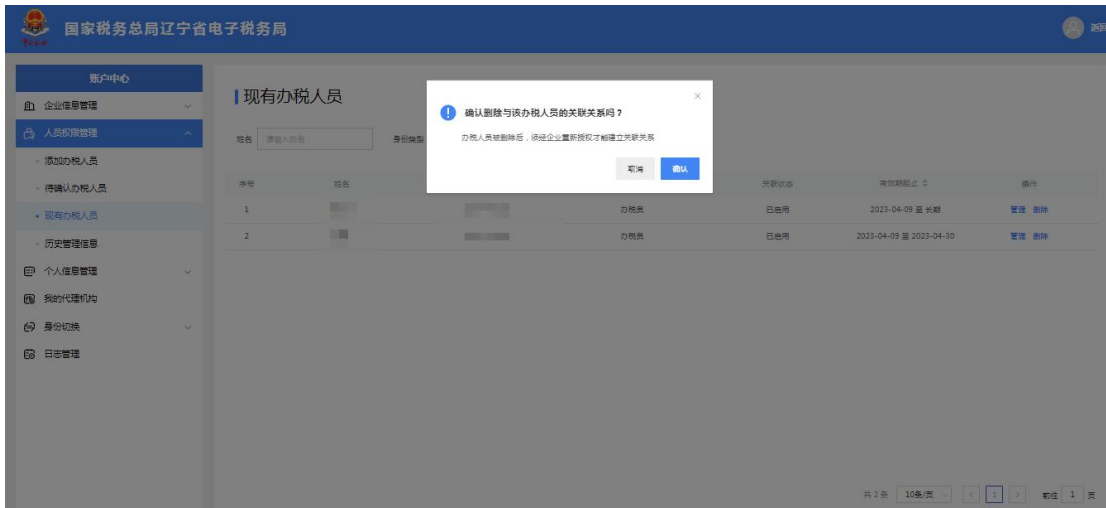 国家税务总局辽宁省电子税务局
账户中心
企业信息管理
人员权限管理
添加办税人员
待确认办税人员
现有办税人员
历史管理信息
个人信息管理
我的代理机构
身份切换
日志管理
现有办税人员
姓名 请输入姓名 身份类型
确认删除与该办税人员的关联关系吗？
办税人员被删除后，须经企业重新授权才能建立关联关系
取消 确认
序号 姓名 关联状态 有效期起止 操作
1 办税员 已启用 2023-04-09 至 长期 管理 删除
2 办税员 已启用 2023-04-09 至 2023-04-30 管理 删除
共 2 条 10条/页 1 前往 1 页